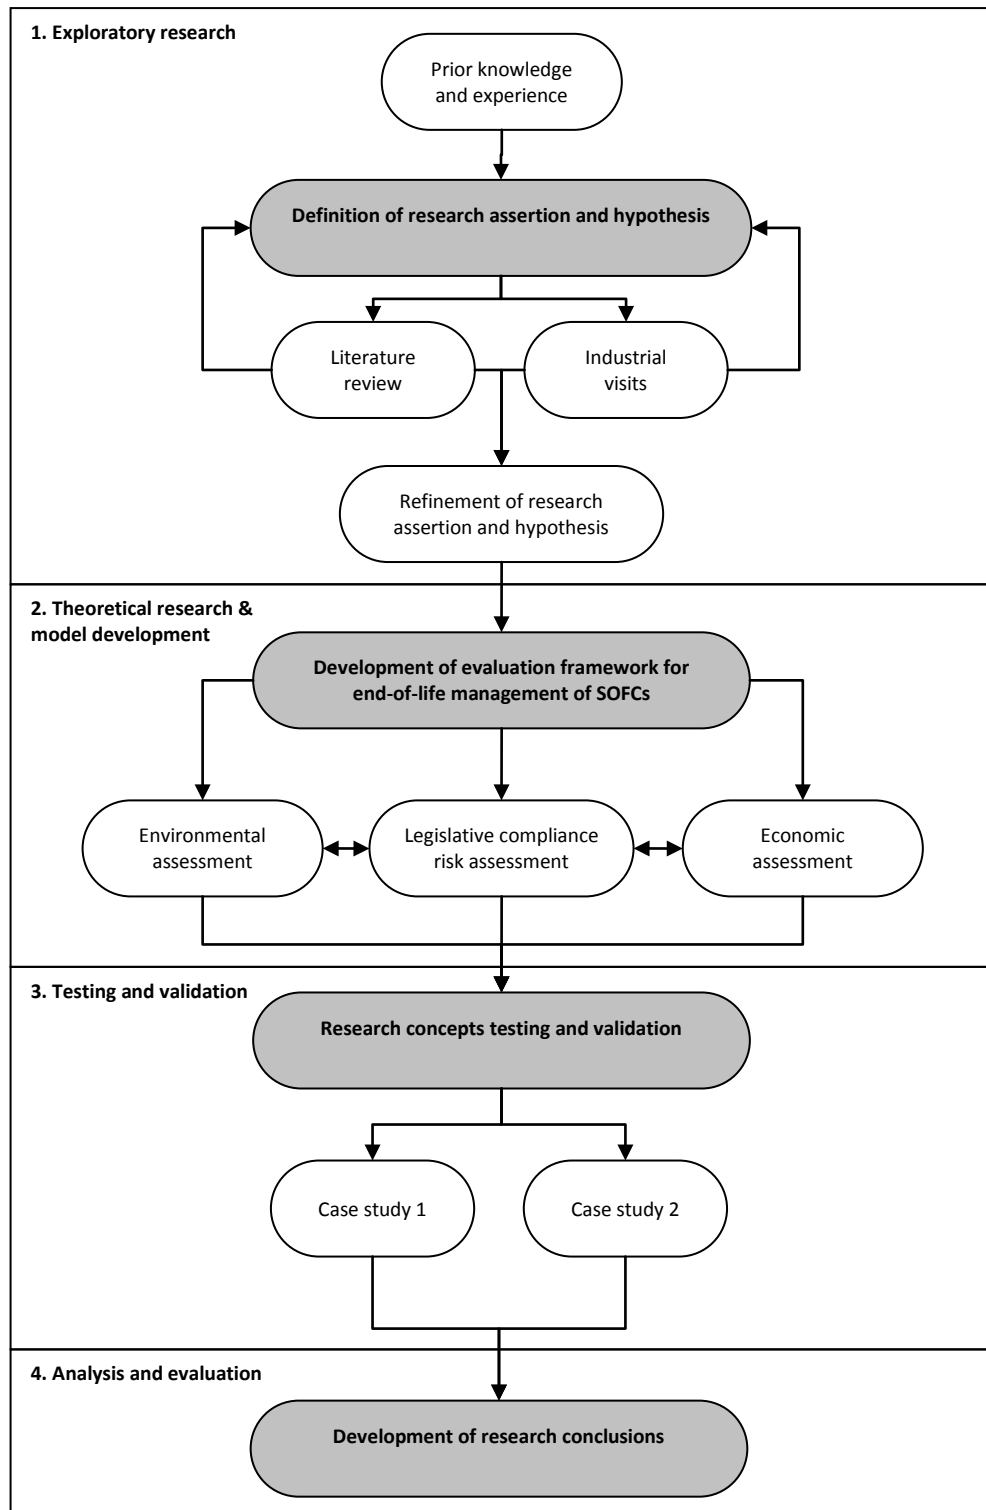 1. Exploratory research
Prior knowledge
and experience
Definition of research assertion and hypothesis
Literature
review
Industrial
visits
Refinement of research
assertion and hypothesis
2. Theoretical research &
model development
Development of evaluation framework for
end-of-life management of SOFCs
Environmental
assessment
Legislative compliance
risk assessment
Economic
assessment
3. Testing and validation
Research concepts testing and validation
Case study 1
Case study 2
4. Analysis and evaluation
Development of research conclusions